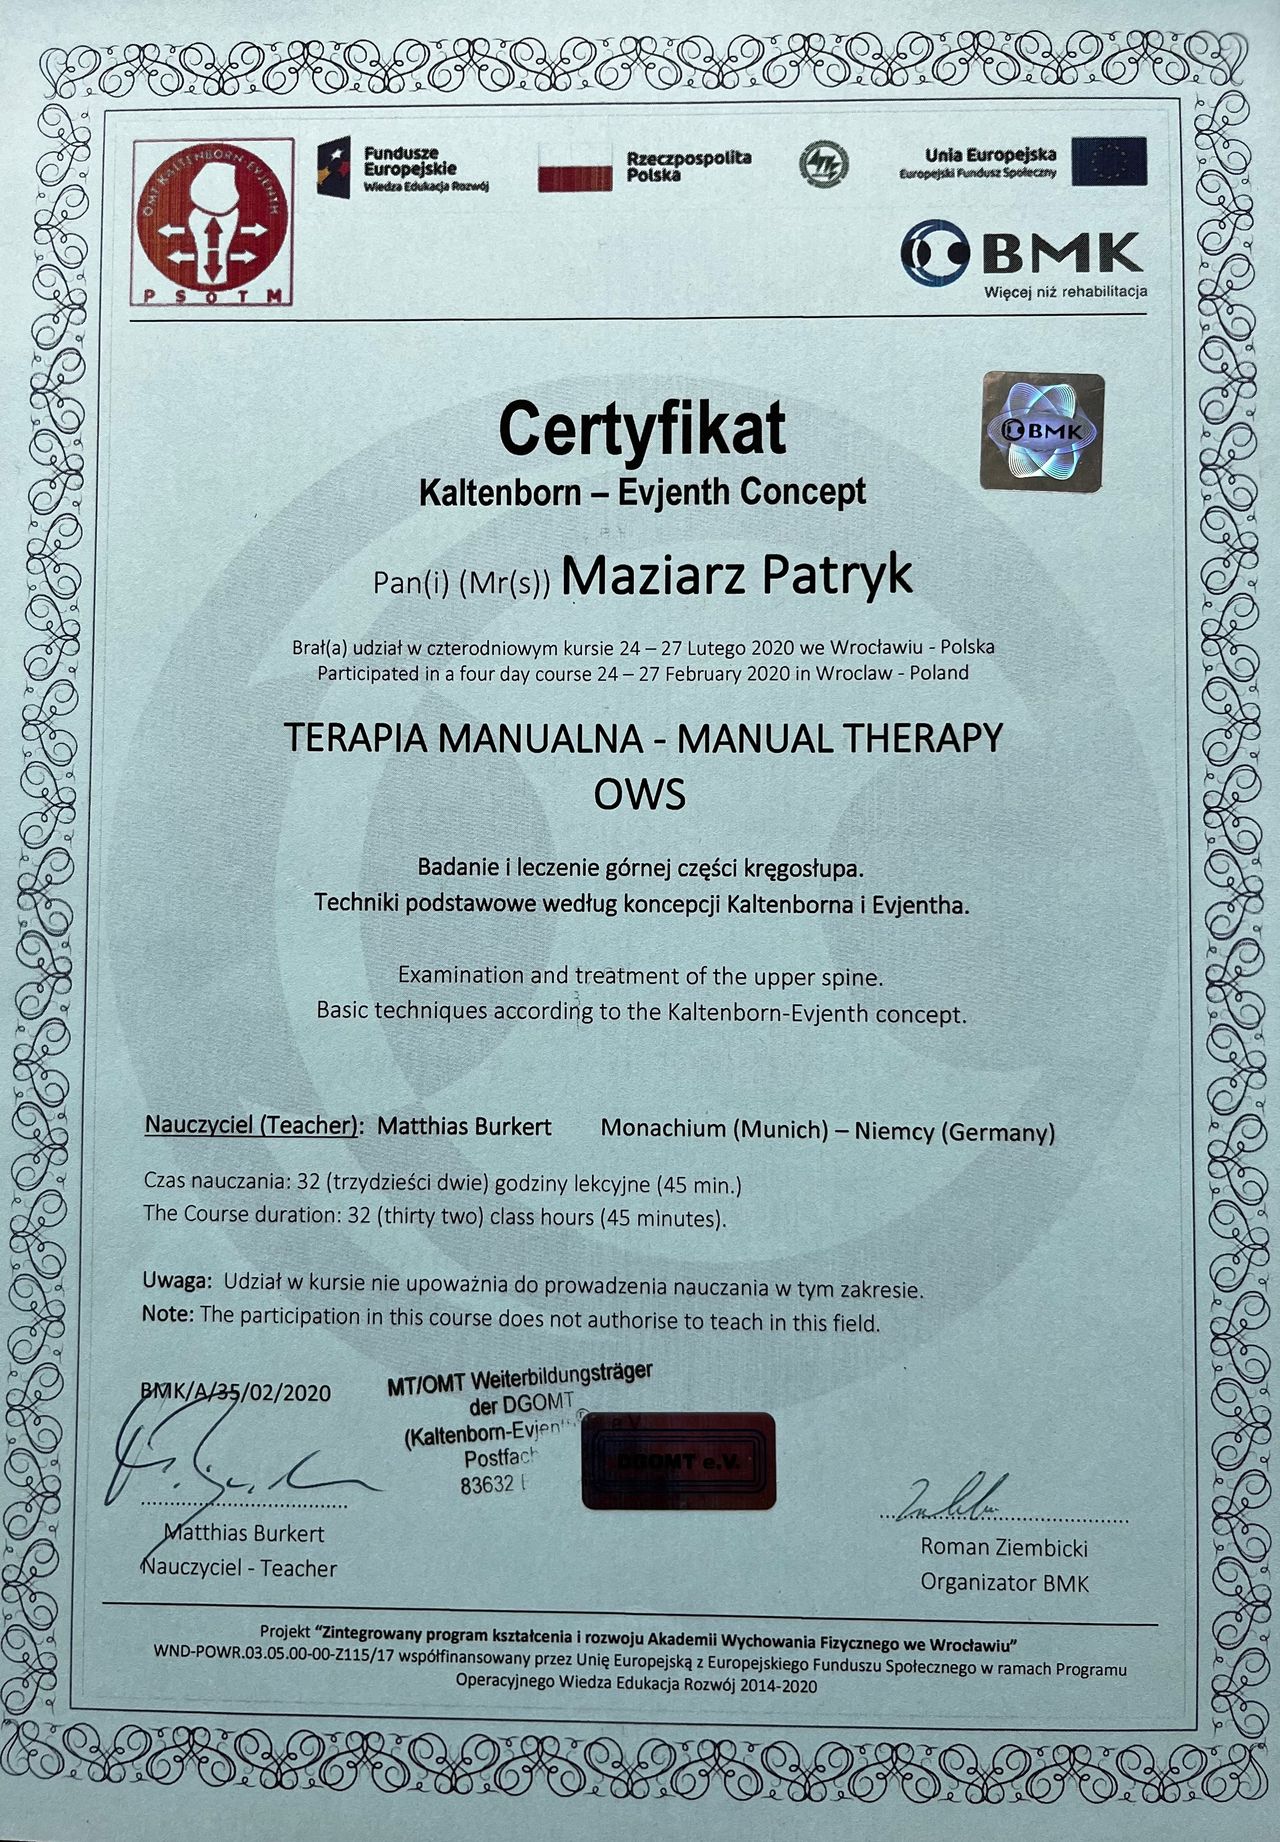 OMT KALTENBORN-EVJENTH
PSOTM
Fundusze
Europejskie
Wiedza Edukacja Rozwój
Rzeczpospolita
Polska
Unia Europejska
Europejski Fundusz Społeczny
BMK
Więcej niż rehabilitacja
BMK
Certyfikat
Kaltenborn – Evjenth Concept
Pan(i) (Mr(s)) Maziarz Patryk
Brał(a) udział w czterodniowym kursie 24 – 27 Lutego 2020 we Wrocławiu - Polska
Participated in a four day course 24 – 27 February 2020 in Wroclaw - Poland
TERAPIA MANUALNA - MANUAL THERAPY
OWS
Badanie i leczenie górnej części kręgosłupa.
Techniki podstawowe według koncepcji Kaltenborna i Evjentha.
Examination and treatment of the upper spine.
Basic techniques according to the Kaltenborn-Evjenth concept.
Nauczyciel (Teacher): Matthias Burkert Monachium (Munich) – Niemcy (Germany)
Czas nauczania: 32 (trzydzieści dwie) godziny lekcyjne (45 min.)
The Course duration: 32 (thirty two) class hours (45 minutes).
Uwaga: Udział w kursie nie upoważnia do prowadzenia nauczania w tym zakresie.
Note: The participation in this course does not authorise to teach in this field.
BMK/A/35/02/2020
MT/OMT Weiterbildungsträger
der DGOMT
(Kaltenborn-Evjen
Postfach
83632
DGOMT e.V.
Matthias Burkert
Nauczyciel - Teacher
Roman Ziembicki
Organizator BMK
Projekt “Zintegrowany program kształcenia i rozwoju Akademii Wychowania Fizycznego we Wrocławiu”
WND-POWR.03.05.00-00-Z115/17 współfinansowany przez Unię Europejską z Europejskiego Funduszu Społecznego w ramach Programu
Operacyjnego Wiedza Edukacja Rozwój 2014-2020